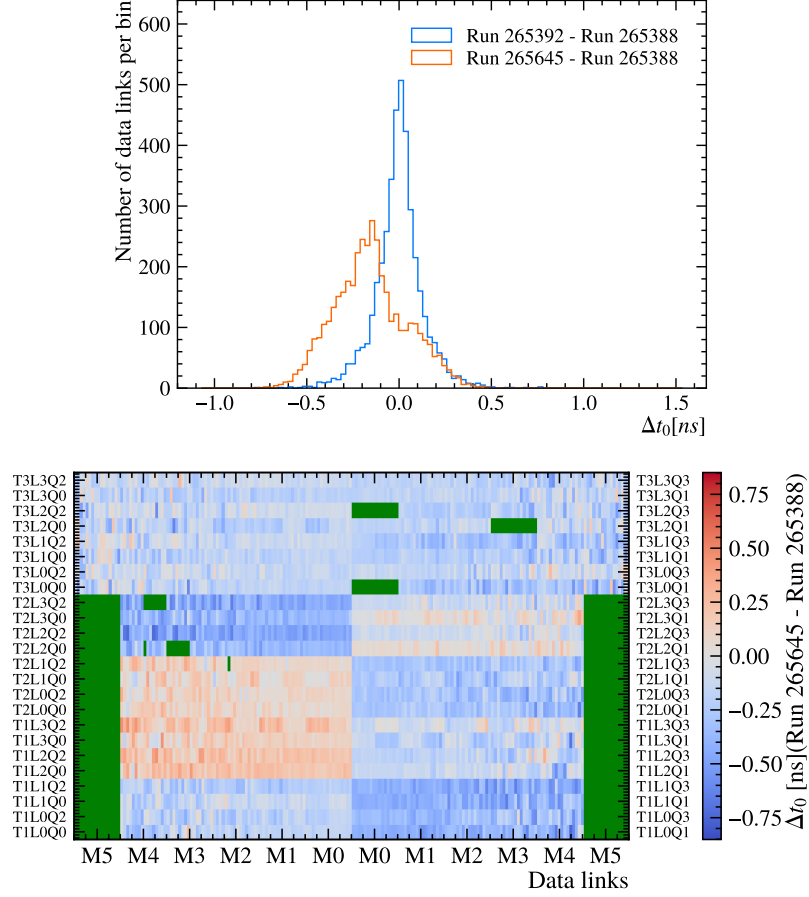 Number of data links per bin
600
500
400
300
200
100
0
Run 265392 - Run 265388
Run 265645 - Run 265388
−1.0 −0.5 0.0 0.5 1.0 1.5
Δt₀[ns]
T3L3Q2 T3L3Q3
T3L3Q0 T3L3Q1
T3L2Q2 T3L2Q3
T3L2Q0 T3L2Q1
T3L1Q2 T3L1Q3
T3L1Q0 T3L1Q1
T3L0Q2 T3L0Q3
T3L0Q0 T3L0Q1
T2L3Q2 T2L3Q3
T2L3Q0 T2L3Q1
T2L2Q2 T2L2Q3
T2L2Q0 T2L2Q1
T2L1Q2 T2L1Q3
T2L1Q0 T2L1Q1
T2L0Q2 T2L0Q3
T2L0Q0 T2L0Q1
T1L3Q2 T1L3Q3
T1L3Q0 T1L3Q1
T1L2Q2 T1L2Q3
T1L2Q0 T1L2Q1
T1L1Q2 T1L1Q3
T1L1Q0 T1L1Q1
T1L0Q2 T1L0Q3
T1L0Q0 T1L0Q1
M5 M4 M3 M2 M1 M0 M0 M1 M2 M3 M4 M5
Data links
0.75
0.50
0.25
0.00
−0.25
−0.50
−0.75
Δt₀ [ns](Run 265645 - Run 265388)